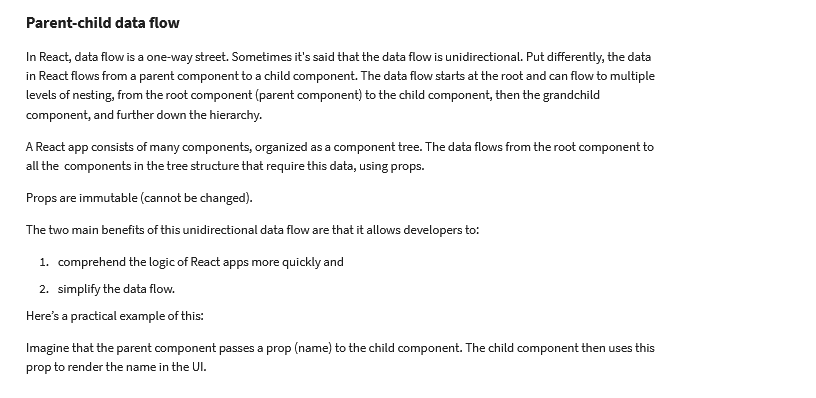 Parent-child data flow
In React, data flow is a one-way street. Sometimes it's said that the data flow is unidirectional. Put differently, the data
in React flows from a parent component to a child component. The data flow starts at the root and can flow to multiple
levels of nesting, from the root component (parent component) to the child component, then the grandchild
component, and further down the hierarchy.
A React app consists of many components, organized as a component tree. The data flows from the root component to
all the  components in the tree structure that require this data, using props.
Props are immutable (cannot be changed).
The two main benefits of this unidirectional data flow are that it allows developers to:
1. comprehend the logic of React apps more quickly and
2. simplify the data flow.
Here’s a practical example of this:
Imagine that the parent component passes a prop (name) to the child component. The child component then uses this
prop to render the name in the UI.